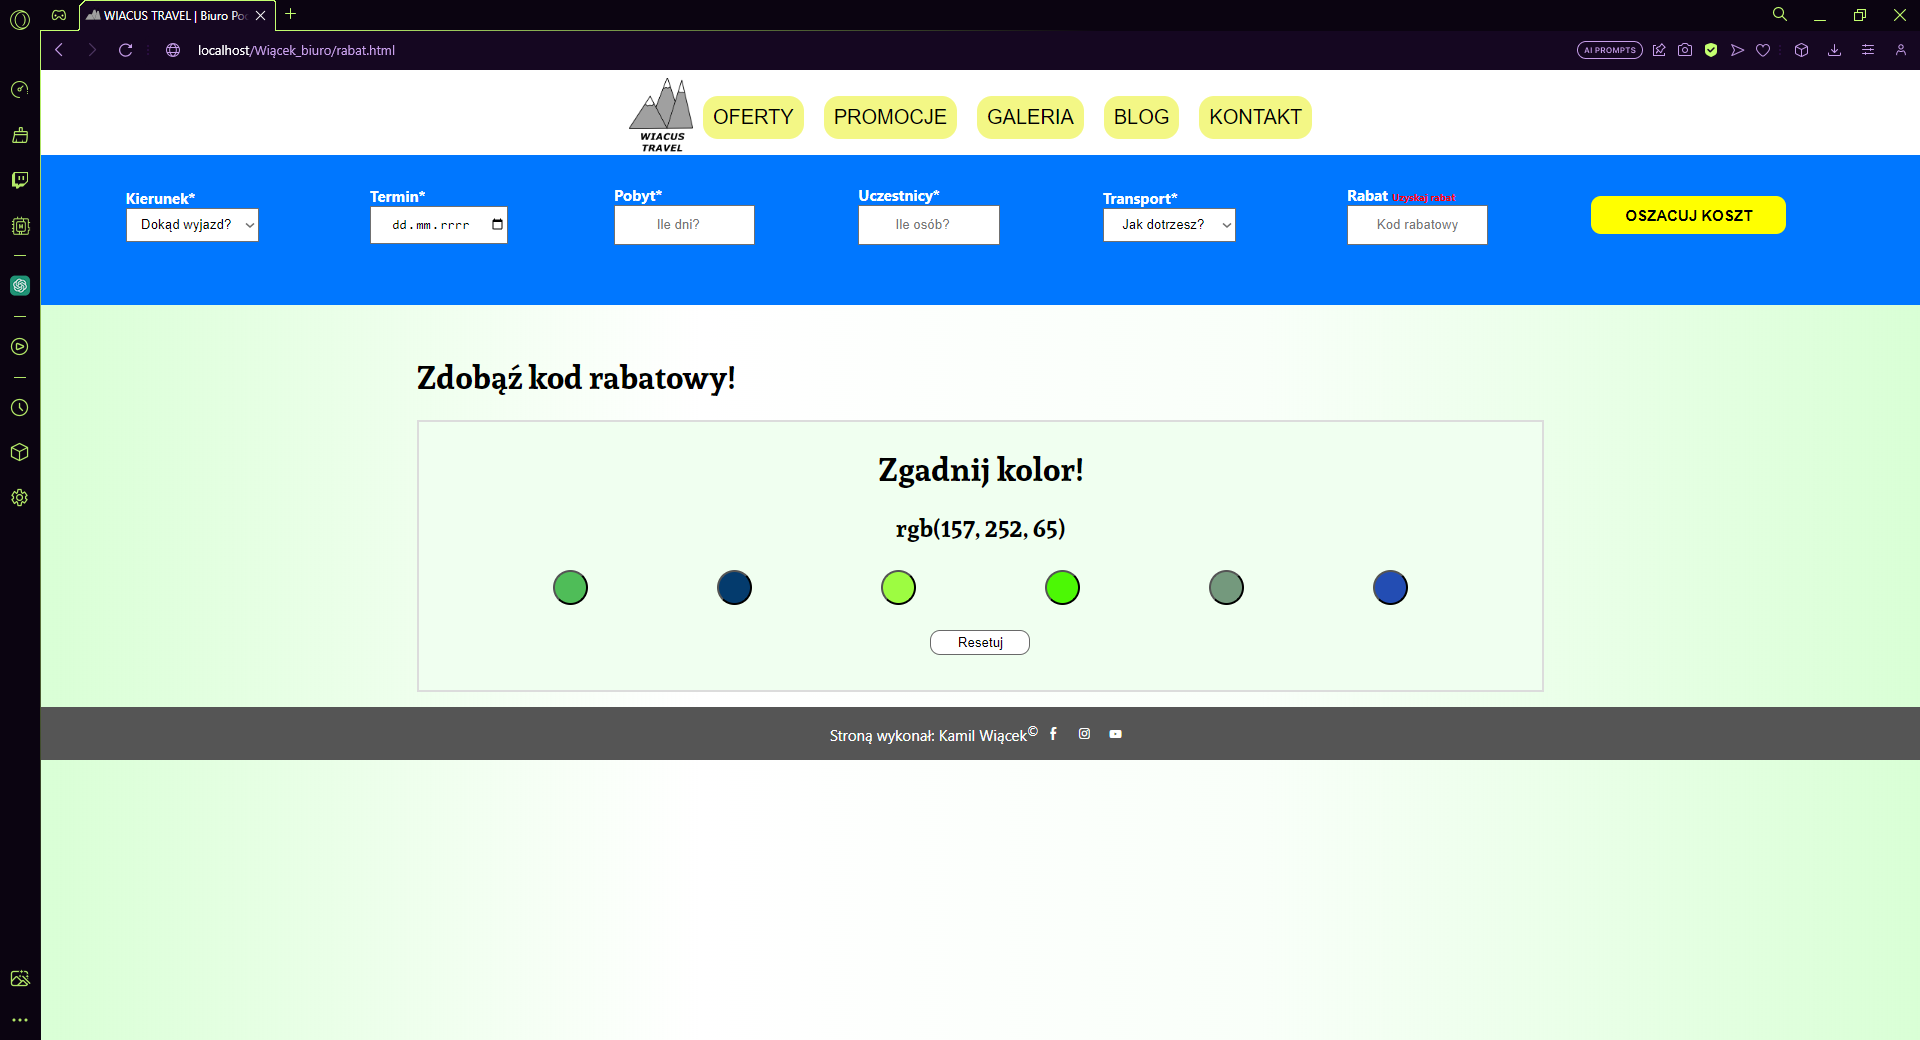 WIACUS TRAVEL | Biuro Po
localhost/Wiącek_biuro/rabat.html
AI PROMPTS
WIACUS
TRAVEL
OFERTY PROMOCJE GALERIA BLOG KONTAKT
Kierunek* Termin* Pobyt* Uczestnicy* Transport* Rabat Uzyskaj rabat
Dokąd wyjazd? dd.mm.rrrr Ile dni? Ile osób? Jak dotrzesz? Kod rabatowy OSZACUJ KOSZT
Zdobąź kod rabatowy!
Zgadnij kolor!
rgb(157, 252, 65)
Resetuj
Stroną wykonał: Kamil Wiącek©